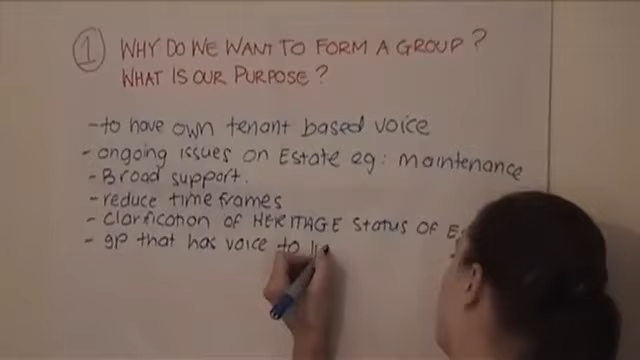 1 WHY DO WE WANT TO FORM A GROUP?
WHAT IS OUR PURPOSE?
-to have own tenant based voice
-ongoing issues on Estate eg: maintenance
-Broad support.
-reduce time frames
-Clarfication of HERITAGE Status of
-gp that has voice to